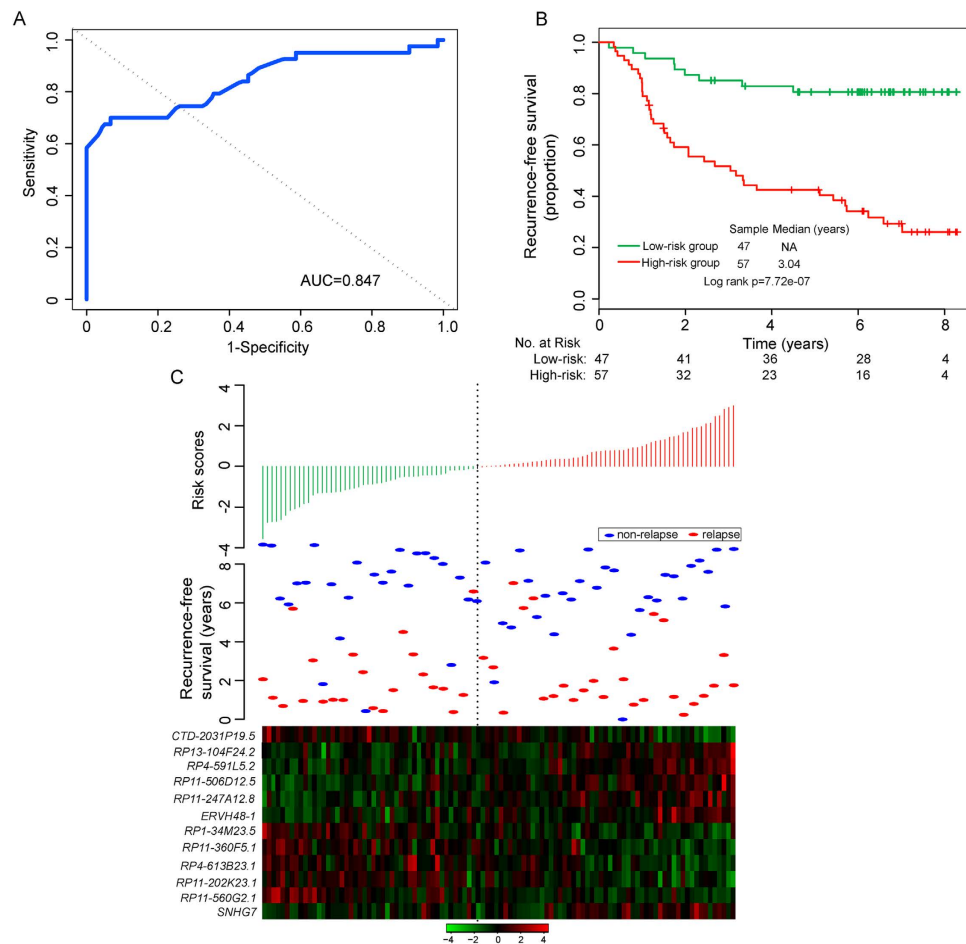 A
1.0
0.8
0.6
0.4
0.2
0
Sensitivity
AUC=0.847
0 0.2 0.4 0.6 0.8 1.0
1-Specificity
B
1.0
0.8
0.6
0.4
0.2
0.0
Recurrence-free survival
(proportion)
Sample Median (years)
Low-risk group 47 NA
High-risk group 57 3.04
Log rank p=7.72e-07
0 2 4 6 8
Time (years)
No. at Risk
Low-risk: 47 41 36 28 4
High-risk: 57 32 23 16 4
C
4
2
0
-2
-4
Risk scores
non-relapse relapse
8
6
4
2
0
Recurrence-free
survival (years)
CTD-2031P19.5
RP13-104F24.2
RP4-591L5.2
RP11-506D12.5
RP11-247A12.8
ERVH48-1
RP1-34M23.5
RP11-360F5.1
RP4-613B23.1
RP11-202K23.1
RP11-560G2.1
SNHG7
-4 -2 0 2 4